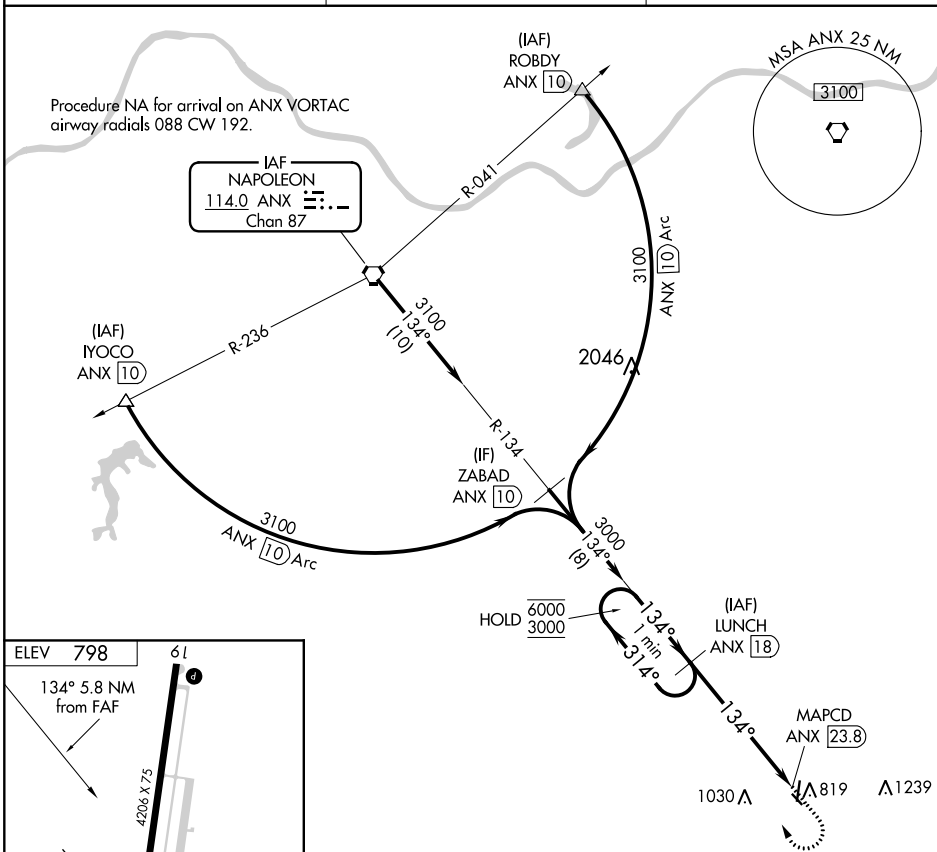 (IAF)
ROBDY
ANX 10
MSA ANX 25 NM
3100
Procedure NA for arrival on ANX VORTAC
airway radials 088 CW 192.
IAF
NAPOLEON
114.0 ANX
Chan 87
R-041
3100
ANX 10 Arc
R-236
3100
134°
(10)
(IAF)
IYOCO
ANX 10
2046
R-134
(IF)
ZABAD
ANX 10
3100
ANX 10 Arc
3000
134°
(8)
HOLD 6000
3000
134°
1 min
314°
(IAF)
LUNCH
ANX 18
134°
MAPCD
ANX 23.8
1030
819
1239
ELEV 798
19
P
134° 5.8 NM
from FAF
4206 X 75